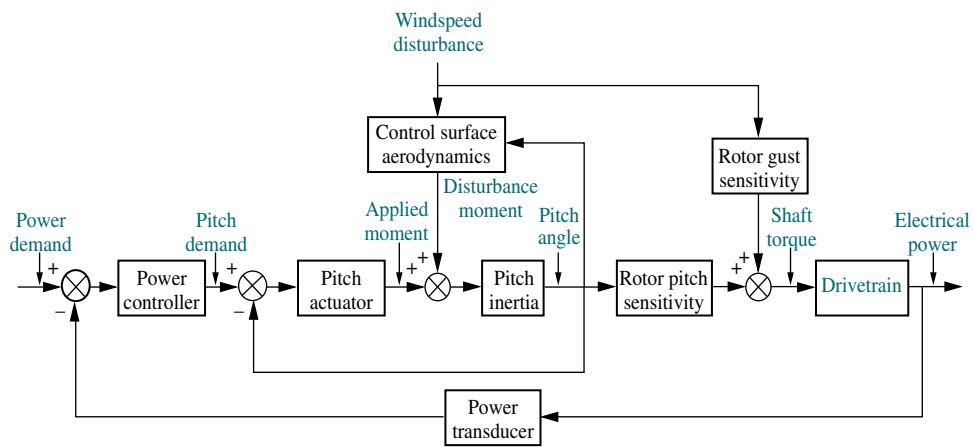 Windspeed
disturbance
Control surface
aerodynamics
Rotor gust
sensitivity
Disturbance
moment
Applied
moment
Pitch
angle
Shaft
torque
Electrical
power
Power
demand
Pitch
demand
+
−
Power
controller
+
−
Pitch
actuator
+
+
Pitch
inertia
Rotor pitch
sensitivity
+
+
Drivetrain
Power
transducer